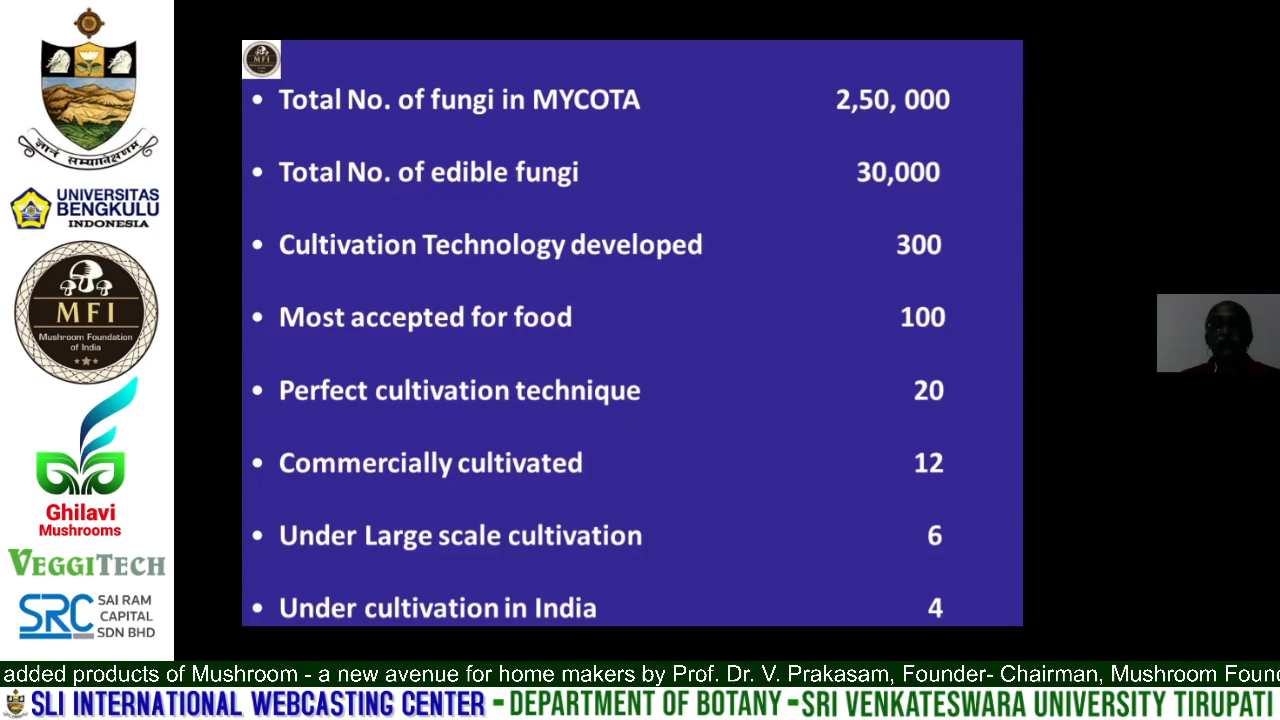 ज्ञानं सम्यगवेक्षणम्
UNIVERSITAS
BENGKULU
INDONESIA
MFI
Mushroom Foundation
of India
Ghilavi
Mushrooms
VEGGITECH
SRC
SAI RAM
CAPITAL
SDN BHD
MFI
• Total No. of fungi in MYCOTA 2,50, 000
• Total No. of edible fungi 30,000
• Cultivation Technology developed 300
• Most accepted for food 100
• Perfect cultivation technique 20
• Commercially cultivated 12
• Under Large scale cultivation 6
• Under cultivation in India 4
added products of Mushroom - a new avenue for home makers by Prof. Dr. V. Prakasam, Founder- Chairman, Mushroom Found
SLI INTERNATIONAL WEBCASTING CENTER - DEPARTMENT OF BOTANY - SRI VENKATESWARA UNIVERSITY TIRUPATI